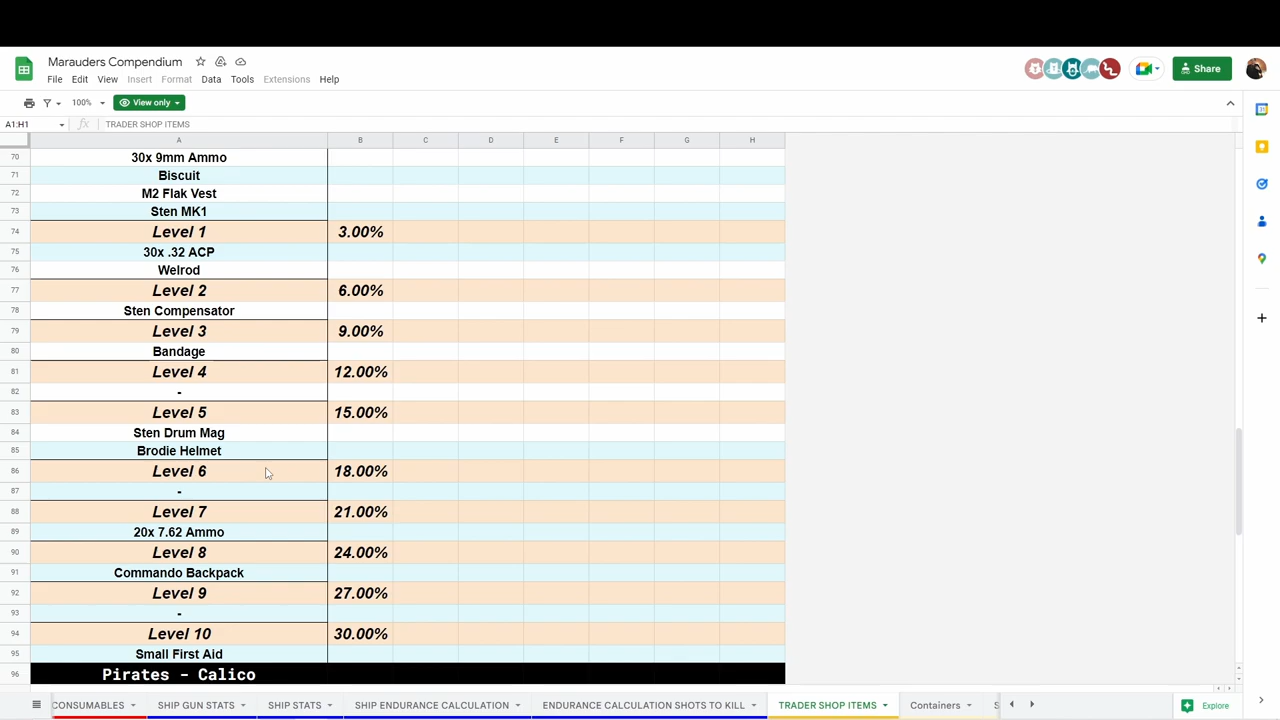 Marauders Compendium
File Edit View Insert Format Data Tools Extensions Help
Share
100% View only
A1:H1 fx TRADER SHOP ITEMS
A B C D E F G H
70 30x 9mm Ammo
71 Biscuit
72 M2 Flak Vest
73 Sten MK1
74 Level 1 3.00%
75 30x .32 ACP
76 Welrod
77 Level 2 6.00%
78 Sten Compensator
79 Level 3 9.00%
80 Bandage
81 Level 4 12.00%
82 -
83 Level 5 15.00%
84 Sten Drum Mag
85 Brodie Helmet
86 Level 6 18.00%
87 -
88 Level 7 21.00%
89 20x 7.62 Ammo
90 Level 8 24.00%
91 Commando Backpack
92 Level 9 27.00%
93 -
94 Level 10 30.00%
95 Small First Aid
96 Pirates - Calico
CONSUMABLES SHIP GUN STATS SHIP STATS SHIP ENDURANCE CALCULATION ENDURANCE CALCULATION SHOTS TO KILL TRADER SHOP ITEMS Containers S Explore